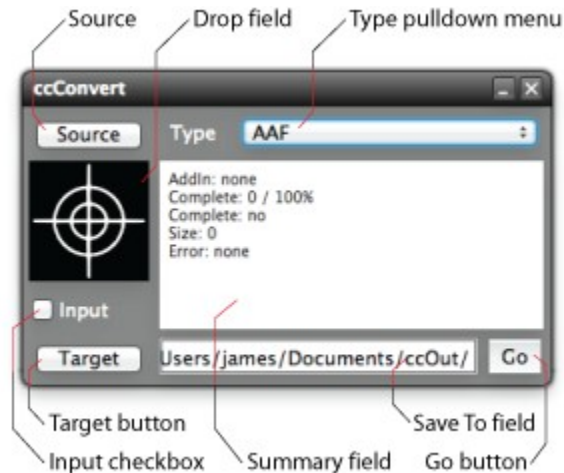 Source Drop field Type pulldown menu
ccConvert
Source Type AAF
AddIn: none
Complete: 0 / 100%
Complete: no
Size: 0
Error: none
Input
Target Users/james/Documents/ccOut/ Go
Target button Save To field
Input checkbox Summary field Go button